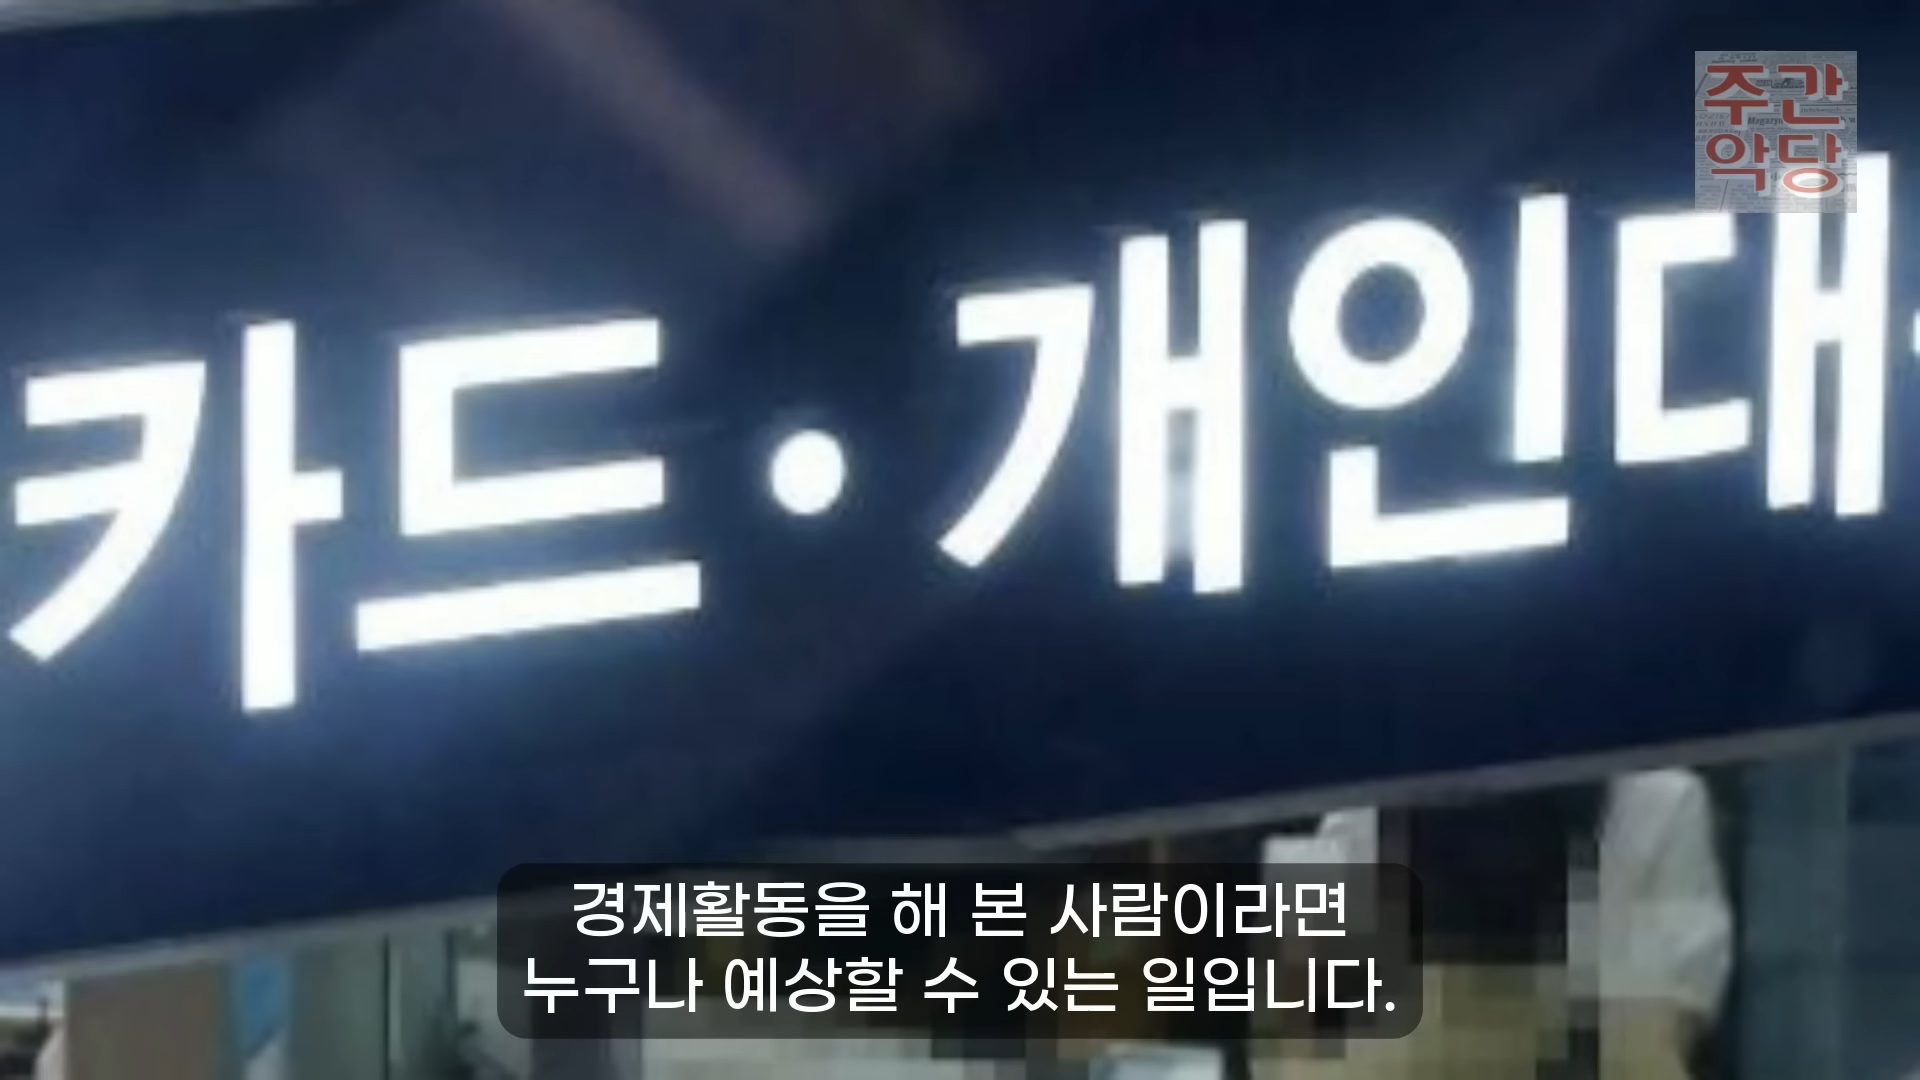 주간
악당
카드·개인대
경제활동을 해 본 사람이라면
누구나 예상할 수 있는 일입니다.